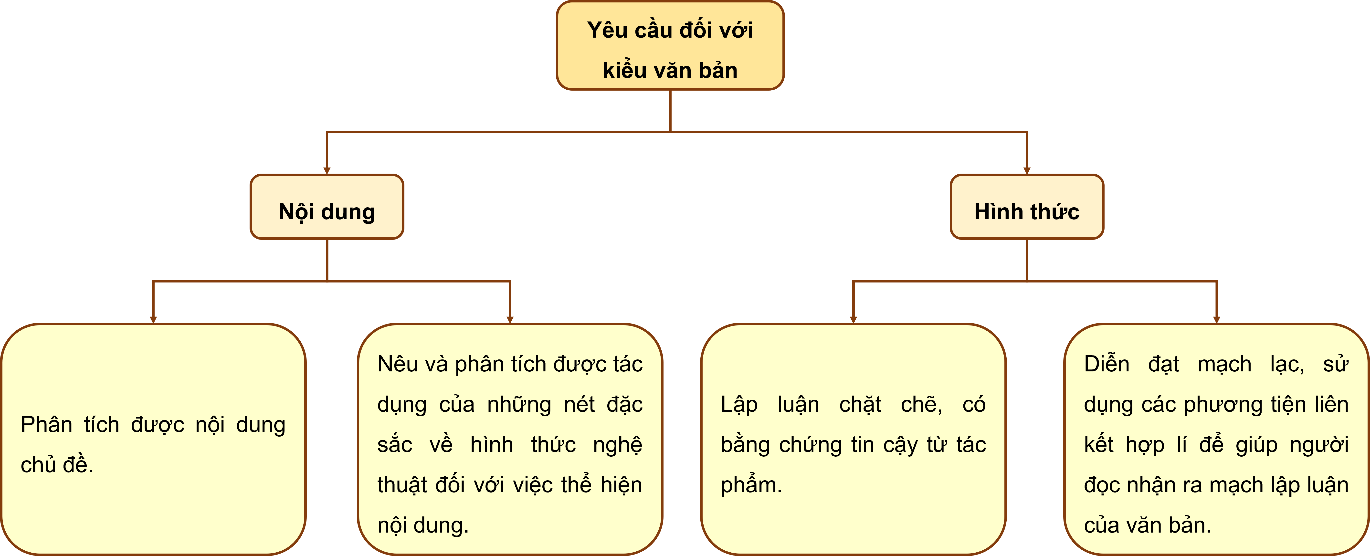 Yêu cầu đối với
kiểu văn bản
Nội dung
Hình thức
Phân tích được nội dung
chủ đề.
Nêu và phân tích được tác
dụng của những nét đặc
sắc về hình thức nghệ
thuật đối với việc thể hiện
nội dung.
Lập luận chặt chẽ, có
bằng chứng tin cậy từ tác
phẩm.
Diễn đạt mạch lạc, sử
dụng các phương tiện liên
kết hợp lí để giúp người
đọc nhận ra mạch lập luận
của văn bản.